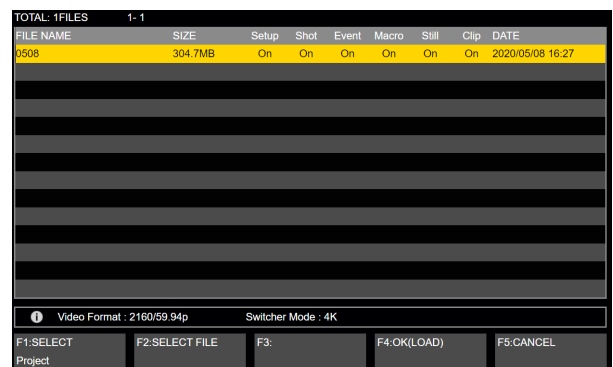 TOTAL: 1FILES 1- 1
FILE NAME SIZE Setup Shot Event Macro Still Clip DATE
0508 304.7MB On On On On On On 2020/05/08 16:27
i Video Format : 2160/59.94p Switcher Mode : 4K
F1:SELECT F2:SELECT FILE F3: F4:OK(LOAD) F5:CANCEL
Project